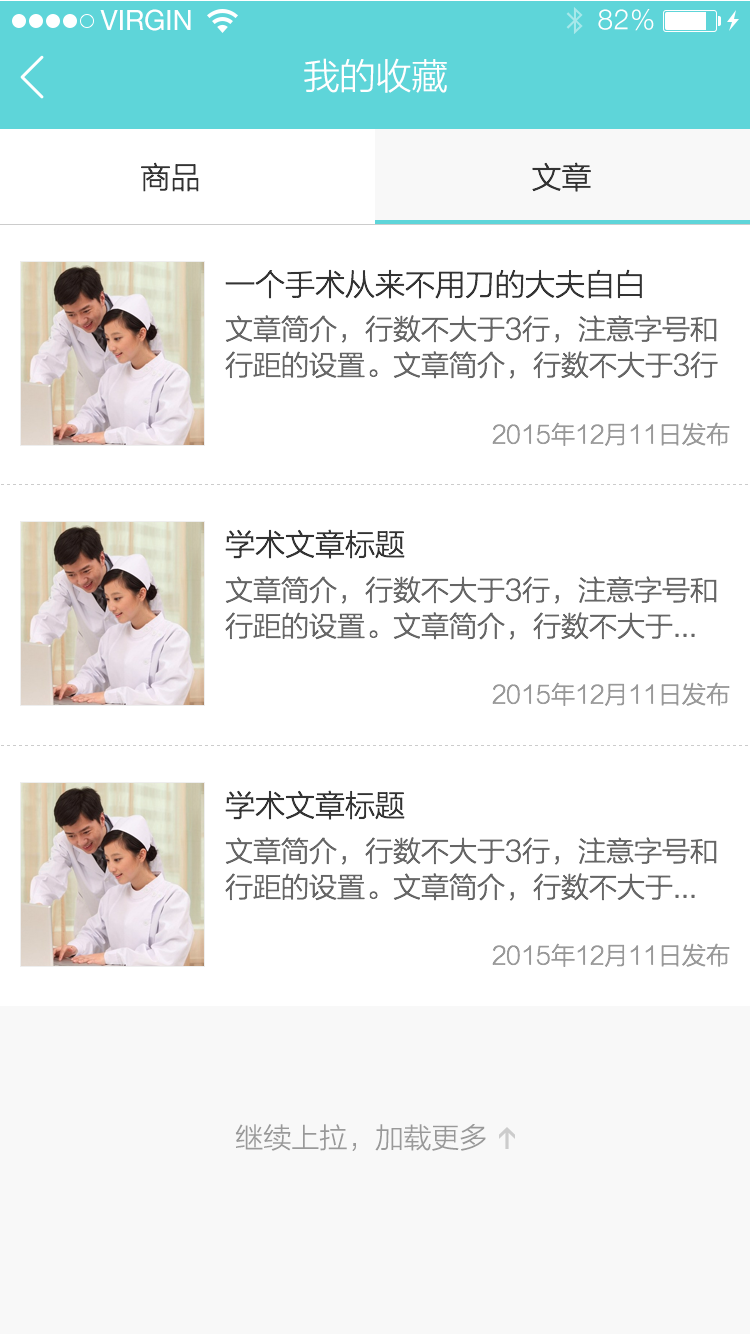 VIRGIN 82%
我的收藏
商品 文章
一个手术从来不用刀的大夫自白
文章简介，行数不大于3行，注意字号和
行距的设置。文章简介，行数不大于3行
2015年12月11日发布
学术文章标题
文章简介，行数不大于3行，注意字号和
行距的设置。文章简介，行数不大于...
2015年12月11日发布
学术文章标题
文章简介，行数不大于3行，注意字号和
行距的设置。文章简介，行数不大于...
2015年12月11日发布
继续上拉，加载更多